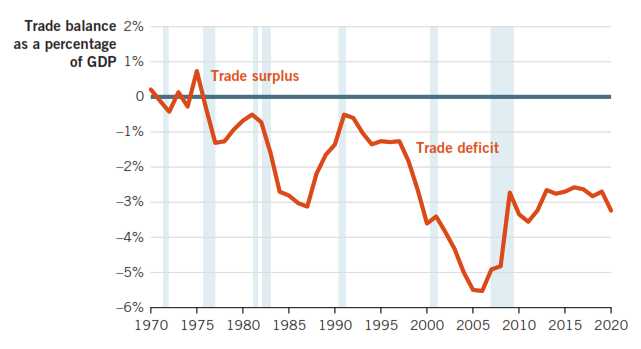 Trade balance
as a percentage
of GDP
2%
1%
0
–1%
–2%
–3%
–4%
–5%
–6%
Trade surplus
Trade deficit
1970 1975 1980 1985 1990 1995 2000 2005 2010 2015 2020